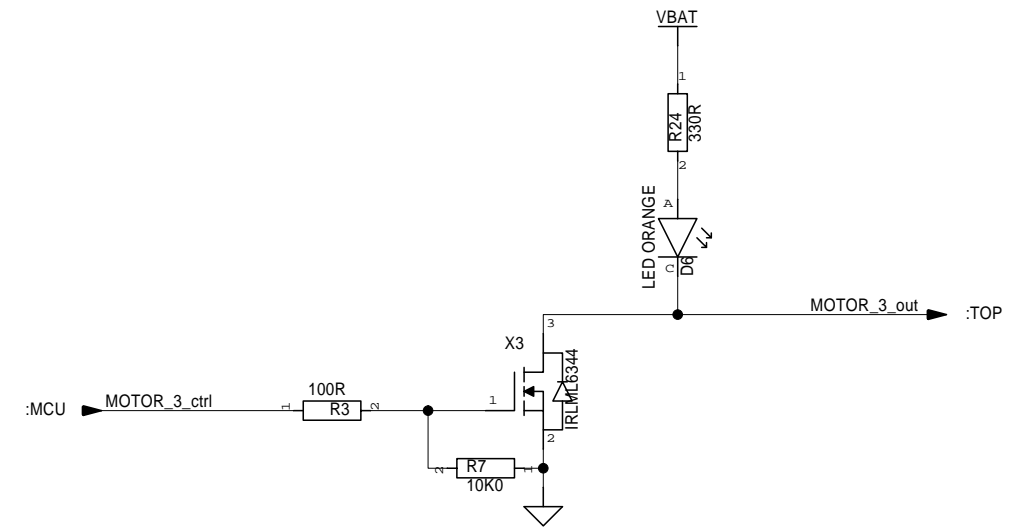 VBAT
1
R24
330R
2
A
LED ORANGE
C
D6
MOTOR_3_out
:TOP
3
X3
IRLML6344
100R
:MCU
MOTOR_3_ctrl
1
R3
2
1
2
2
R7
1
10K0